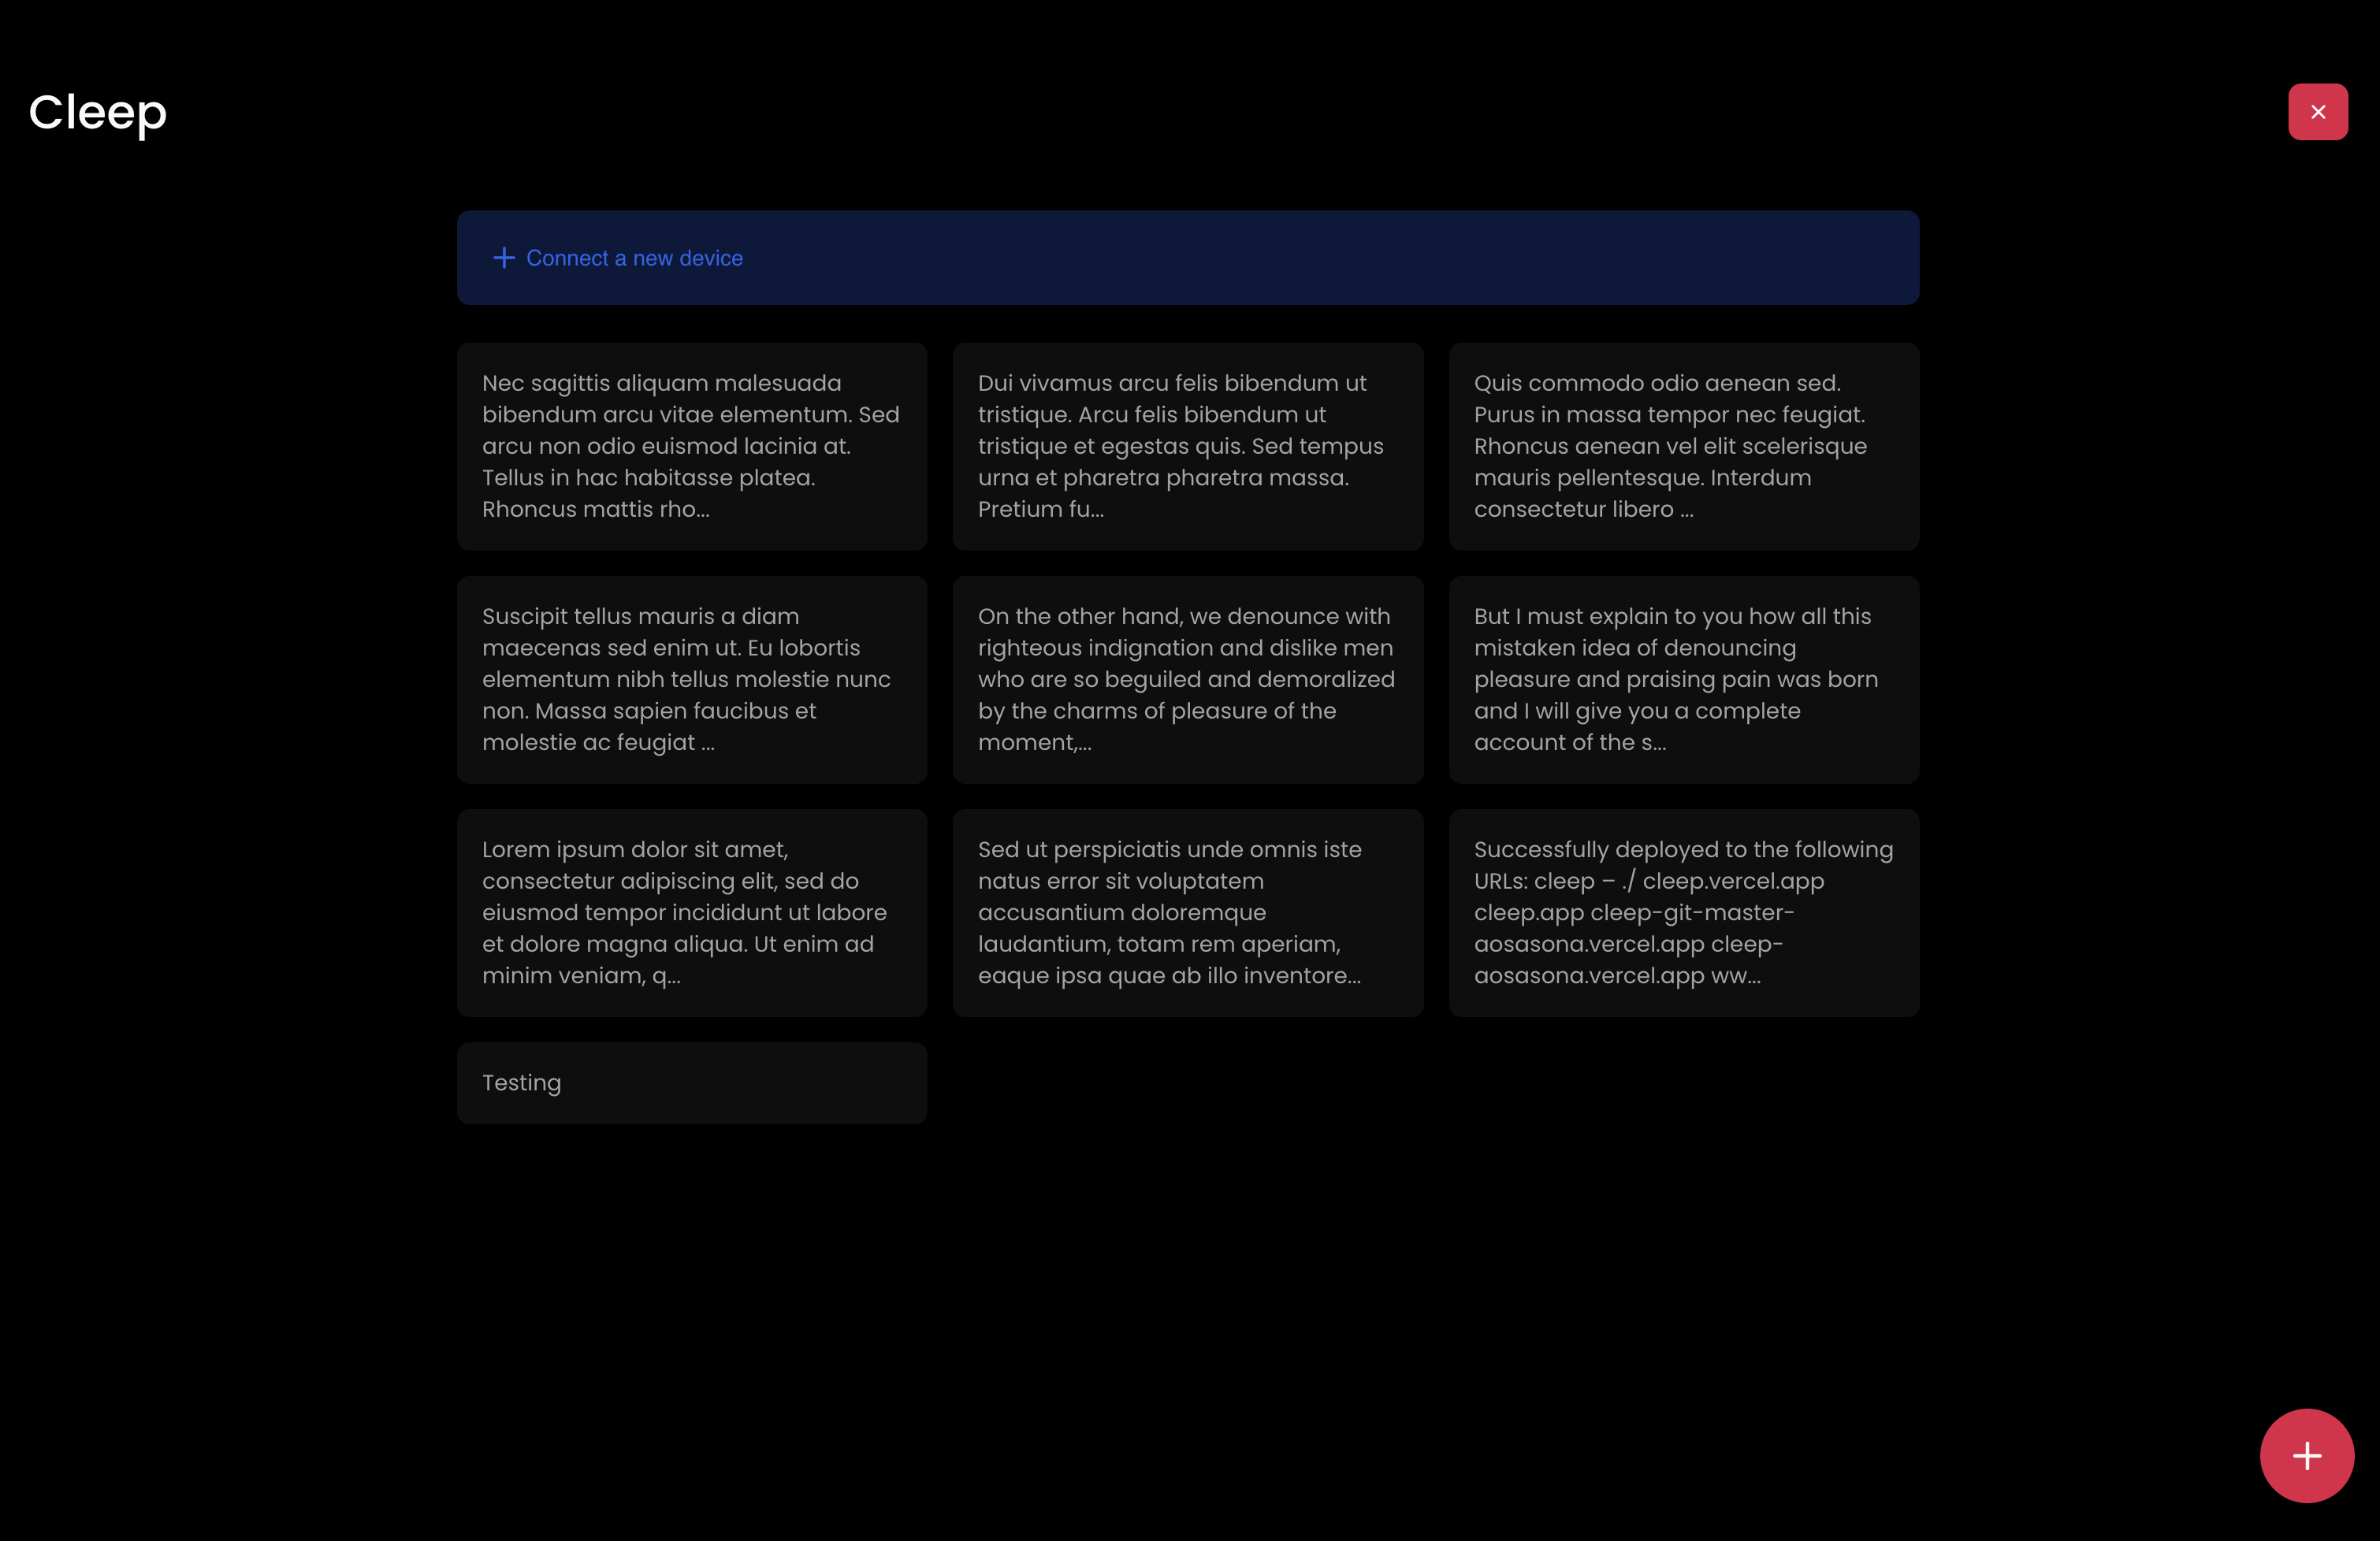 Cleep
Connect a new device
Nec sagittis aliquam malesuada
bibendum arcu vitae elementum. Sed
arcu non odio euismod lacinia at.
Tellus in hac habitasse platea.
Rhoncus mattis rho...
Dui vivamus arcu felis bibendum ut
tristique. Arcu felis bibendum ut
tristique et egestas quis. Sed tempus
urna et pharetra pharetra massa.
Pretium fu...
Quis commodo odio aenean sed.
Purus in massa tempor nec feugiat.
Rhoncus aenean vel elit scelerisque
mauris pellentesque. Interdum
consectetur libero ...
Suscipit tellus mauris a diam
maecenas sed enim ut. Eu lobortis
elementum nibh tellus molestie nunc
non. Massa sapien faucibus et
molestie ac feugiat ...
On the other hand, we denounce with
righteous indignation and dislike men
who are so beguiled and demoralized
by the charms of pleasure of the
moment,...
But I must explain to you how all this
mistaken idea of denouncing
pleasure and praising pain was born
and I will give you a complete
account of the s...
Lorem ipsum dolor sit amet,
consectetur adipiscing elit, sed do
eiusmod tempor incididunt ut labore
et dolore magna aliqua. Ut enim ad
minim veniam, q...
Sed ut perspiciatis unde omnis iste
natus error sit voluptatem
accusantium doloremque
laudantium, totam rem aperiam,
eaque ipsa quae ab illo inventore...
Successfully deployed to the following
URLs: cleep – ./ cleep.vercel.app
cleep.app cleep-git-master-
aosasona.vercel.app cleep-
aosasona.vercel.app ww...
Testing